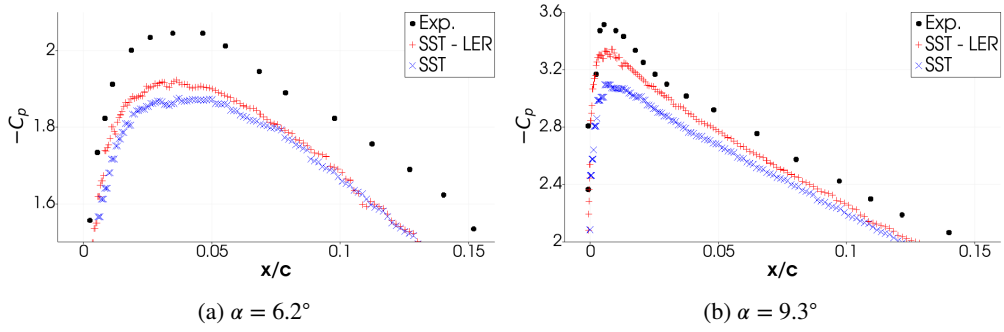 Exp.
SST - LER
SST
2
1.8
1.6
−Cp
0
0.05
0.1
0.15
x/c
(a) α = 6.2°
Exp.
SST - LER
SST
3.6
3.2
2.8
2.4
2
−Cp
0
0.05
0.1
0.15
x/c
(b) α = 9.3°